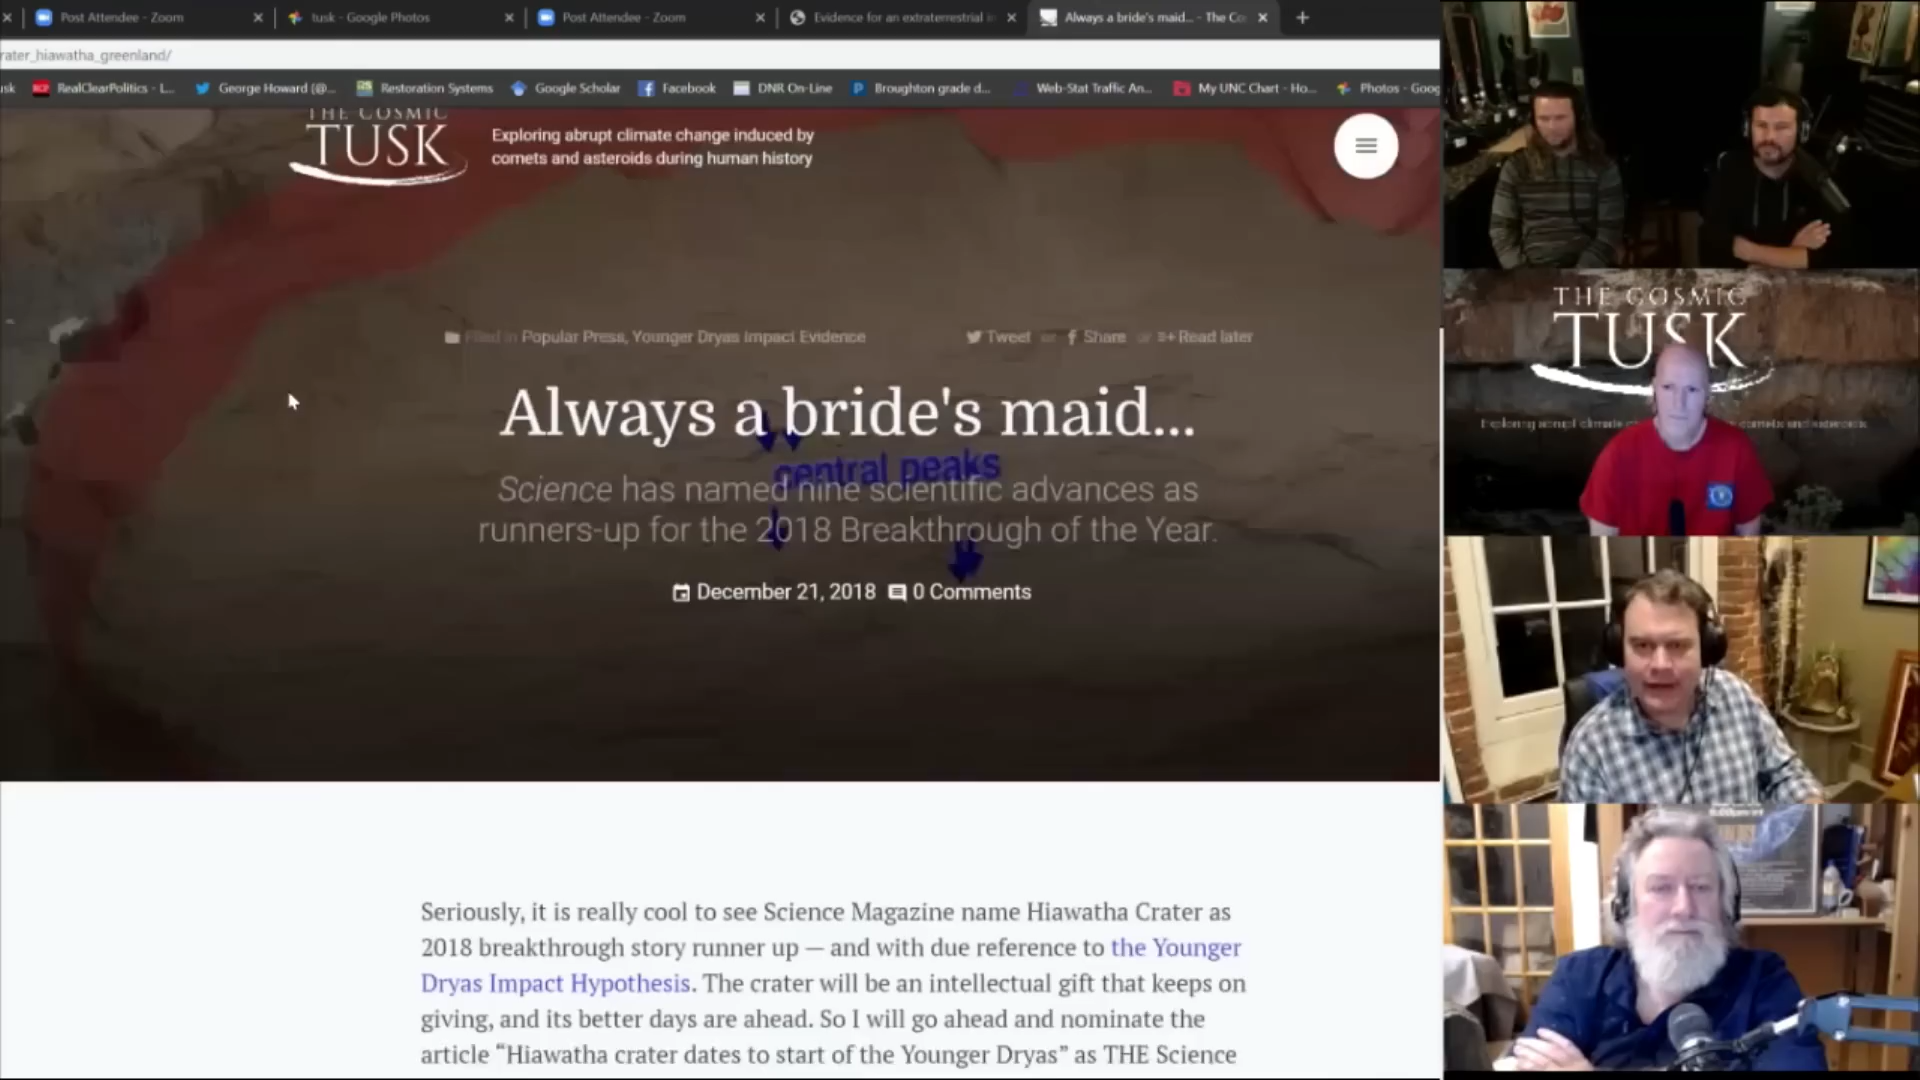 Post Attendee - Zoom
tusk - Google Photos
Post Attendee - Zoom
Evidence for an extraterrestrial i
Always a bride's maid... - The Co
rater_hiawatha_greenland/
usk
RealClearPolitics - L...
George Howard (@...
Restoration Systems
Google Scholar
Facebook
DNR On-Line
Broughton grade d...
Web-Stat Traffic An...
My UNC Chart - Ho...
Photos - Goog
THE COSMIC
TUSK
Exploring abrupt climate change induced by
comets and asteroids during human history
Filed in Popular Press, Younger Dryas Impact Evidence
Tweet or Share or Read later
Always a bride's maid...
central peaks
Science has named nine scientific advances as
runners-up for the 2018 Breakthrough of the Year.
December 21, 2018 0 Comments
Seriously, it is really cool to see Science Magazine name Hiawatha Crater as
2018 breakthrough story runner up — and with due reference to the Younger
Dryas Impact Hypothesis. The crater will be an intellectual gift that keeps on
giving, and its better days are ahead. So I will go ahead and nominate the
article “Hiawatha crater dates to start of the Younger Dryas” as THE Science
THE COSMIC
TUSK
Exploring abrupt climate comets and asteroids